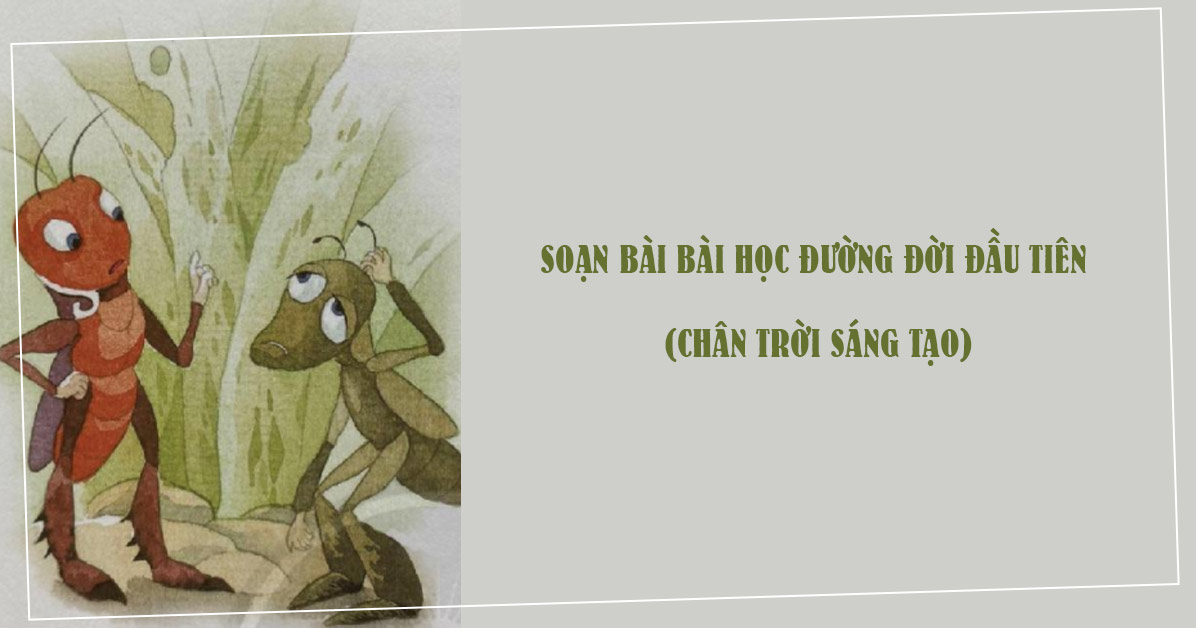 SOẠN BÀI BÀI HỌC ĐƯỜNG ĐỜI ĐẦU TIÊN
(CHÂN TRỜI SÁNG TẠO)